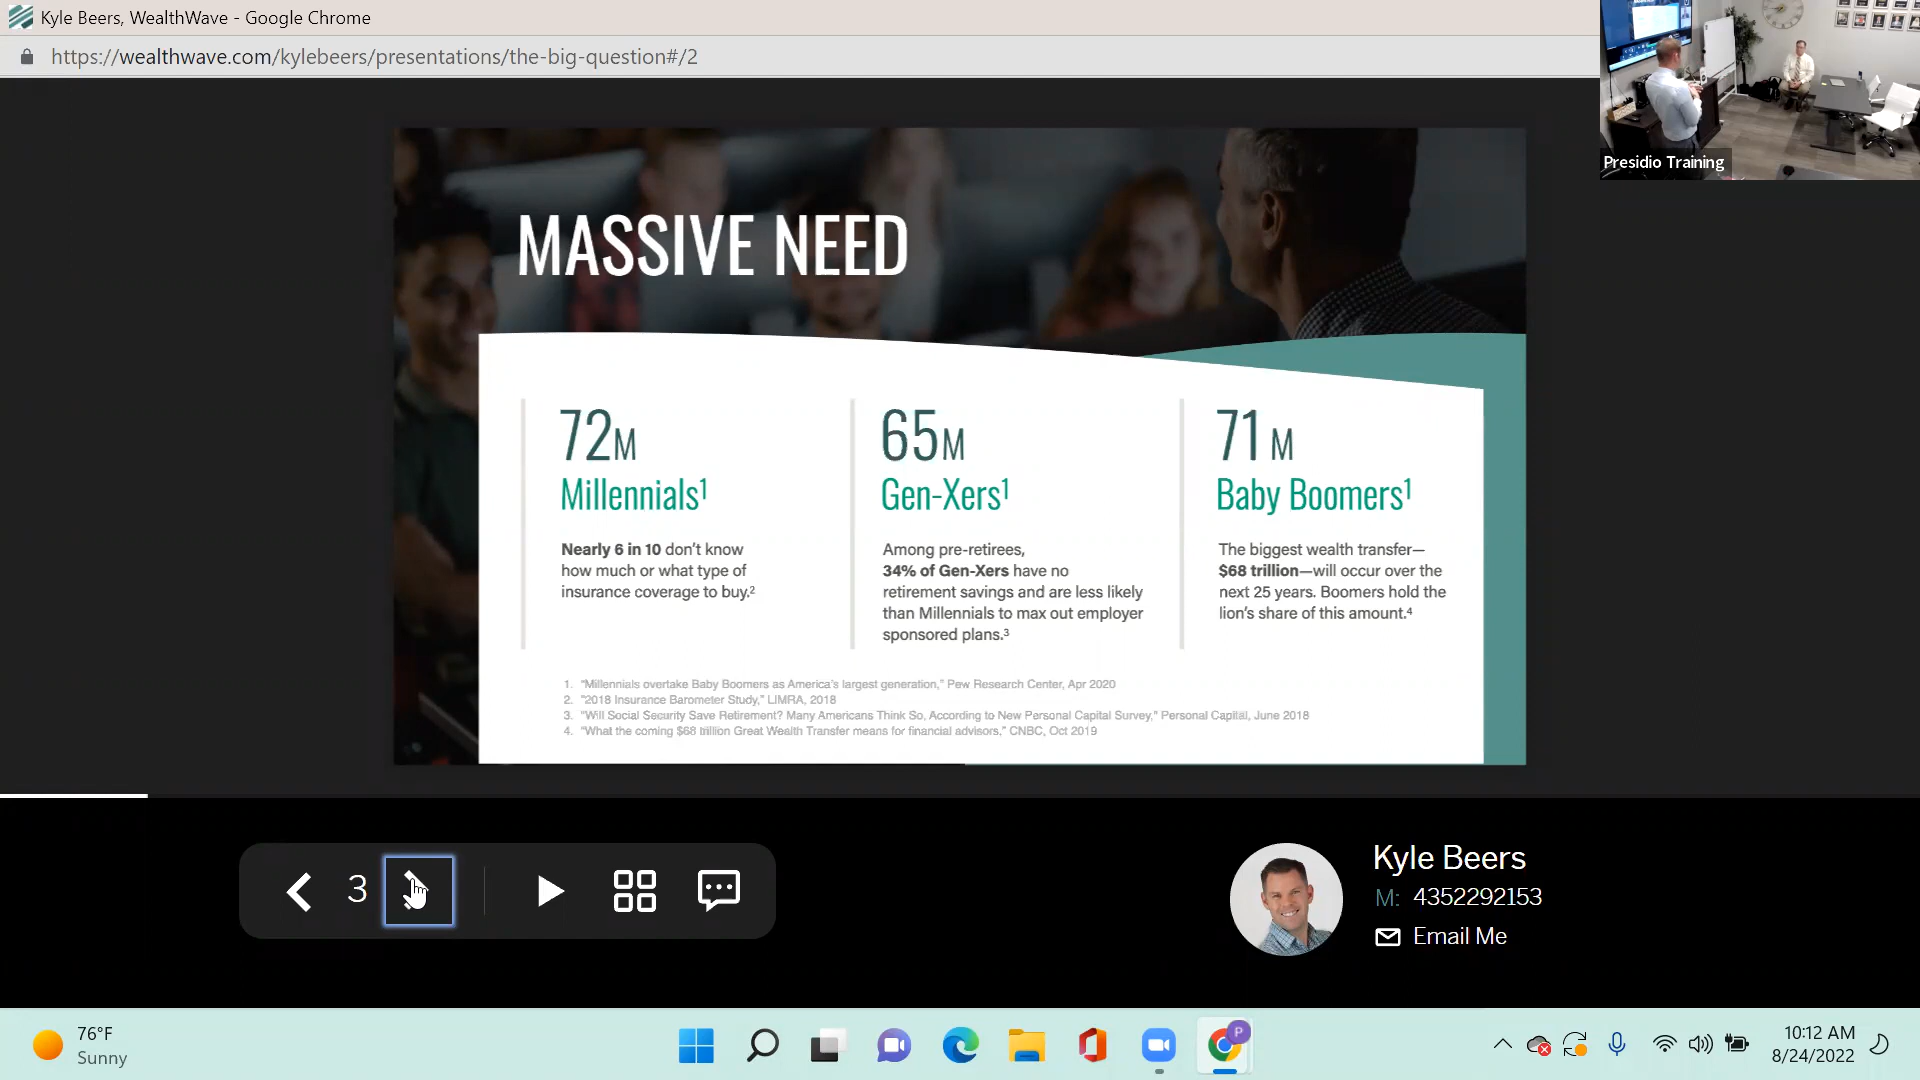 Kyle Beers, WealthWave - Google Chrome
https://wealthwave.com/kylebeers/presentations/the-big-question#/2
Presidio Training
MASSIVE NEED
72M
Millennials¹
Nearly 6 in 10 don't know
how much or what type of
insurance coverage to buy.²
65M
Gen-Xers¹
Among pre-retirees,
34% of Gen-Xers have no
retirement savings and are less likely
than Millennials to max out employer
sponsored plans.³
71 M
Baby Boomers¹
The biggest wealth transfer—
$68 trillion—will occur over the
next 25 years. Boomers hold the
lion's share of this amount.⁴
1. "Millennials overtake Baby Boomers as America's largest generation," Pew Research Center, Apr 2020
2. "2018 Insurance Barometer Study," LIMRA, 2018
3. "Will Social Security Save Retirement? Many Americans Think So, According to New Personal Capital Survey," Personal Capital, June 2018
4. "What the coming $68 trillion Great Wealth Transfer means for financial advisors," CNBC, Oct 2019
3
Kyle Beers
M: 4352292153
Email Me
76°F
Sunny
P
10:12 AM
8/24/2022